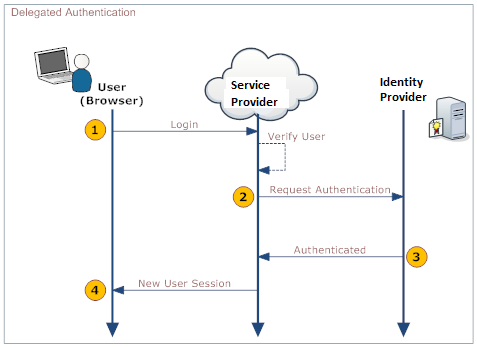 Delegated Authentication
User
(Browser)
Service
Provider
Identity
Provider
1
Login
Verify User
2
Request Authentication
Authenticated
3
4
New User Session